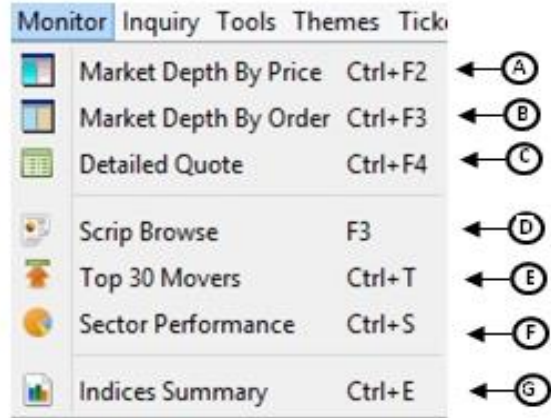 Monitor Inquiry Tools Themes Tick
Market Depth By Price Ctrl+F2 A
Market Depth By Order Ctrl+F3 B
Detailed Quote Ctrl+F4 C
Scrip Browse F3 D
Top 30 Movers Ctrl+T E
Sector Performance Ctrl+S F
Indices Summary Ctrl+E G